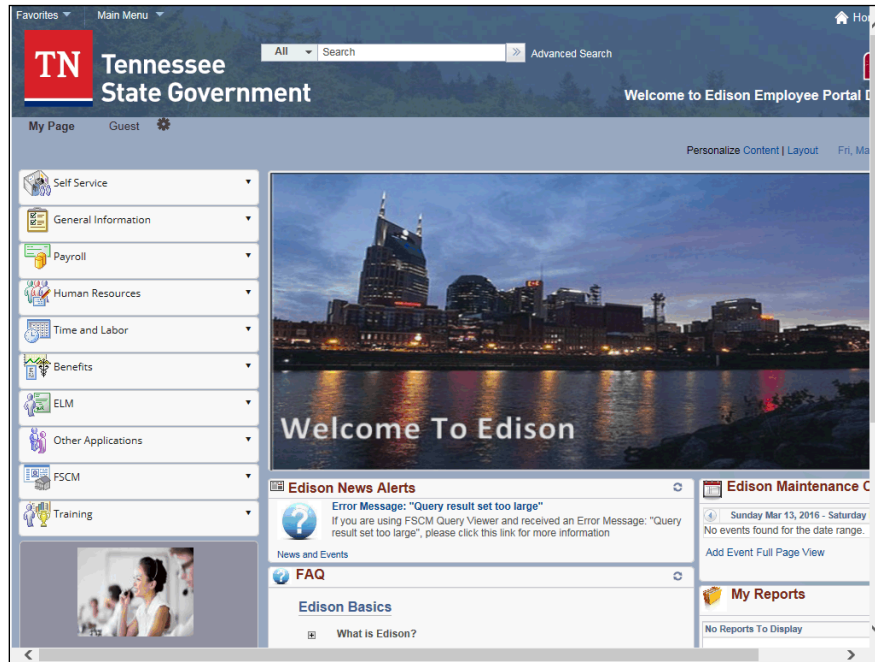 Favorites Main Menu
TN Tennessee
State Government
All Search Advanced Search
Welcome to Edison Employee Portal
My Page Guest
Personalize Content | Layout Fri,
Self Service
General Information
Payroll
Human Resources
Time and Labor
Benefits
ELM
Other Applications
FSCM
Training
Welcome To Edison
Edison News Alerts
Error Message: "Query result set too large"
If you are using FSCM Query Viewer and received an Error Message: "Query
result set too large", please click this link for more information
News and Events
FAQ
Edison Basics
What is Edison?
Edison Maintenance
Sunday Mar 13, 2016 - Saturday
No events found for the date range.
Add Event Full Page View
My Reports
No Reports To Display